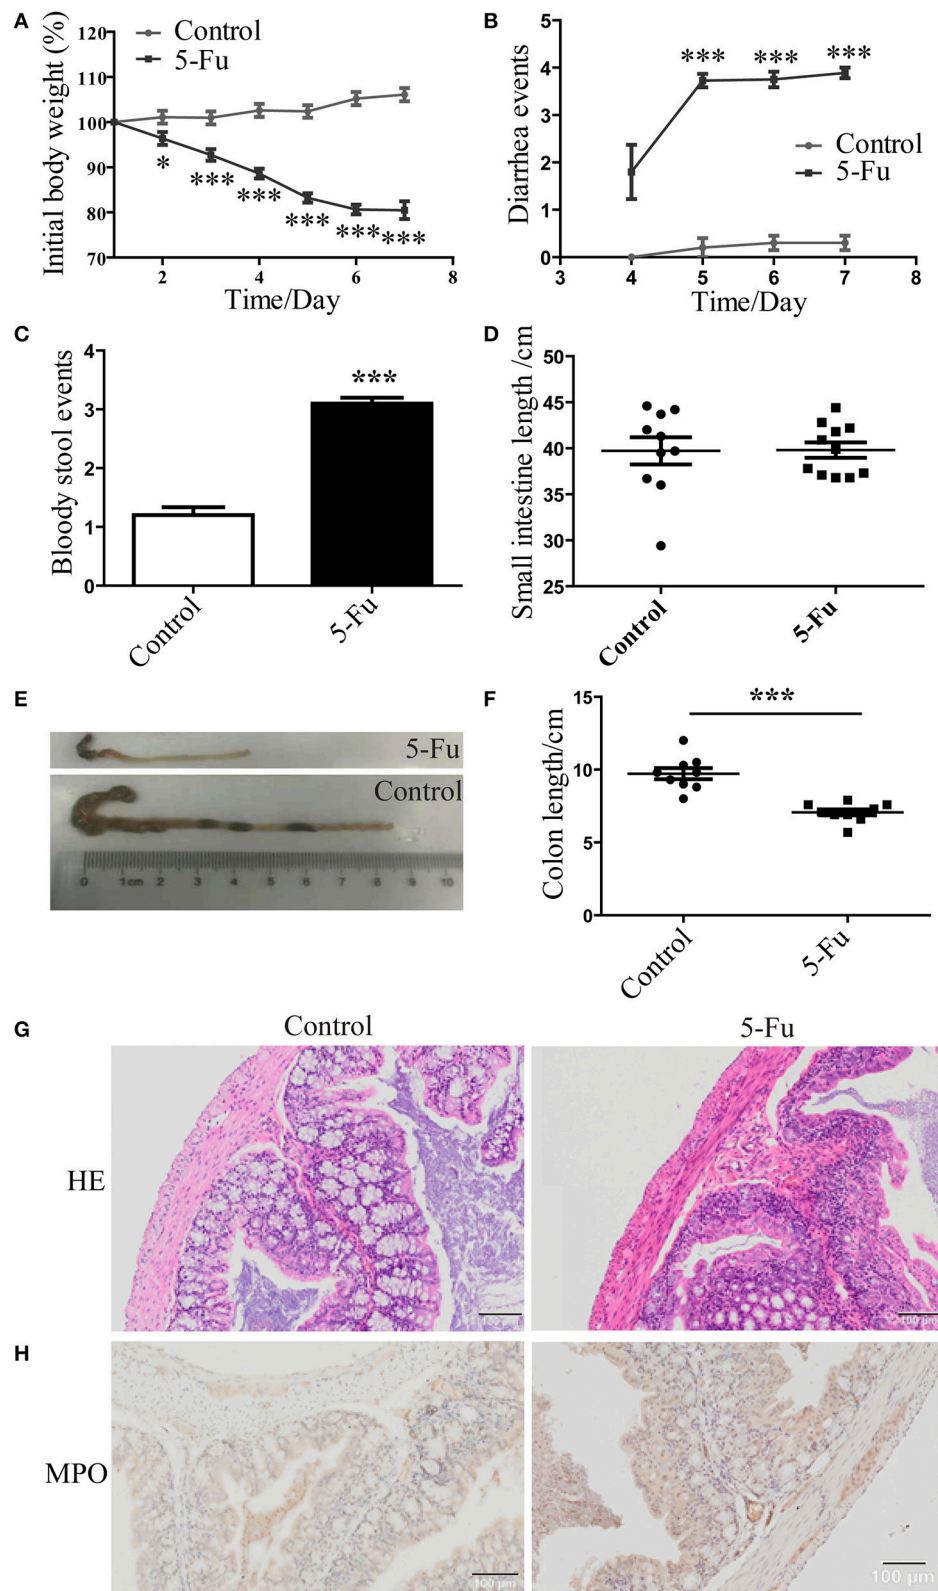 A
Initial body weight (%)
120
110
100
90
80
70
Control
5-Fu
*
***
***
***
***
***
2
4
6
8
Time/Day
B
Diarrhea events
5
4
3
2
1
0
***
***
***
Control
5-Fu
3
4
5
6
7
8
Time/Day
C
Bloody stool events
4
3
2
1
0
***
Control
5-Fu
D
Small intestine length /cm
50
45
40
35
30
25
Control
5-Fu
E
5-Fu
Control
0 1cm 2 3 4 5 6 7 8 9 10
F
Colon length/cm
15
10
5
0
***
Control
5-Fu
G
Control
5-Fu
HE
100 µm
100 µm
H
MPO
100 µm
100 µm